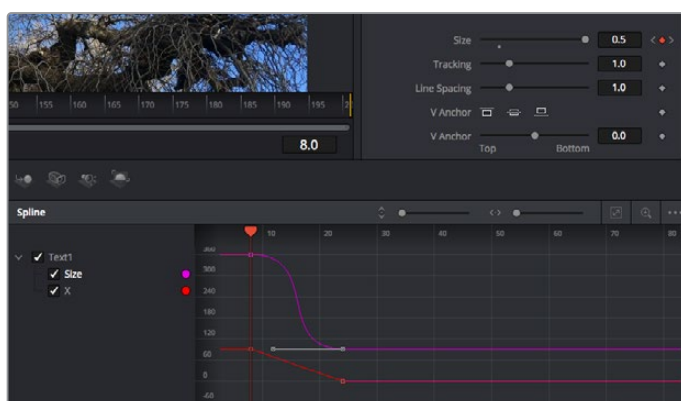 Size 0.5
Tracking 1.0
Line Spacing 1.0
V Anchor
V Anchor 0.0
Top Bottom
155 160 165 170 175 180 185 190 195
8.0
Spline
10 20 30 40 50 60 70 80
Text1
Size
X
300
240
180
120
60
0
-60